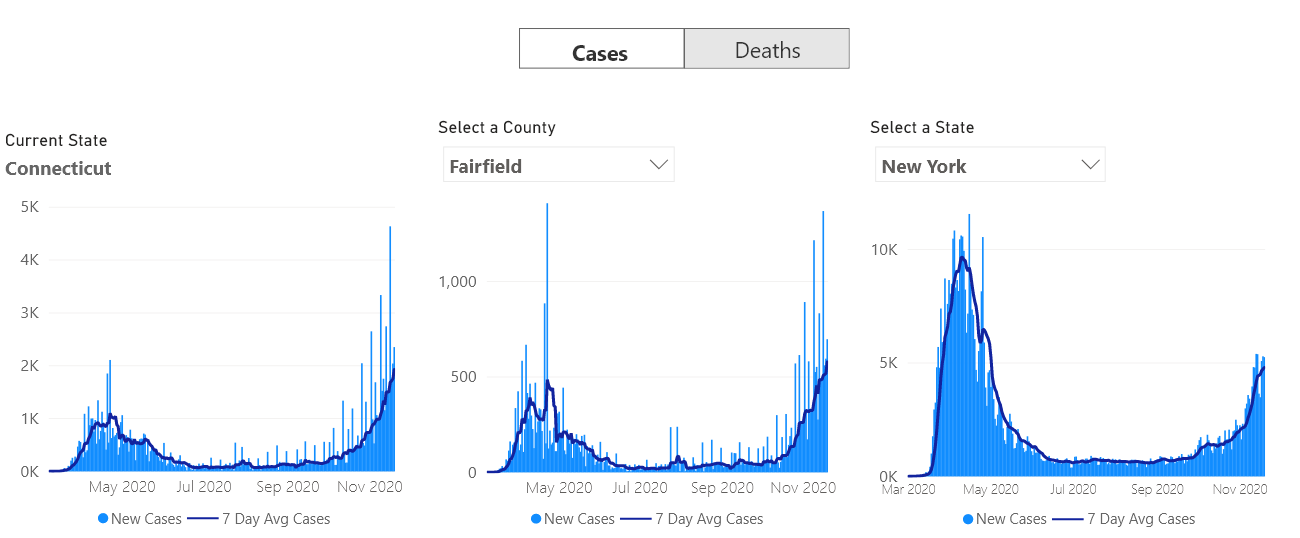 Cases
Deaths
Current State
Connecticut
5K
4K
3K
2K
1K
0K
May 2020
Jul 2020
Sep 2020
Nov 2020
New Cases
7 Day Avg Cases
Select a County
Fairfield
1,000
500
0
May 2020
Jul 2020
Sep 2020
Nov 2020
New Cases
7 Day Avg Cases
Select a State
New York
10K
5K
0K
Mar 2020
May 2020
Jul 2020
Sep 2020
Nov 2020
New Cases
7 Day Avg Cases